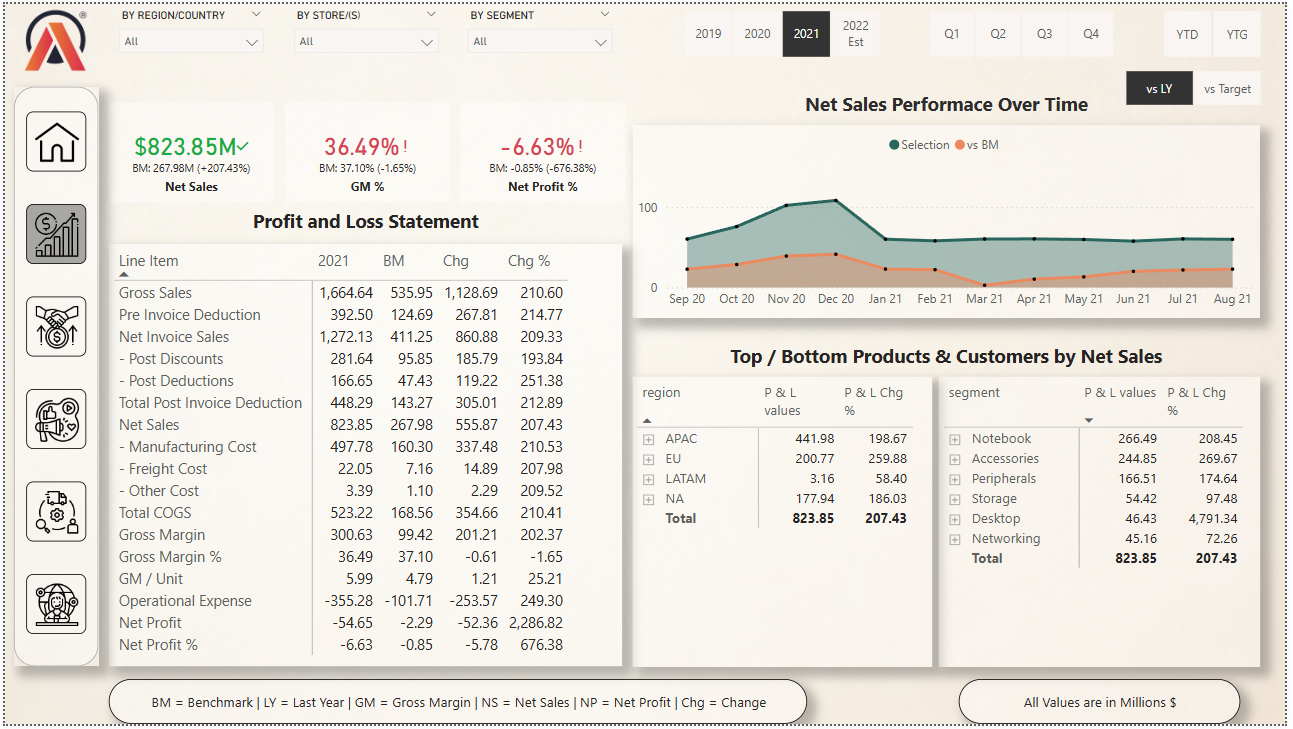 BY REGION/COUNTRY
All
BY STORE/(S)
All
BY SEGMENT
All
2019
2020
2021
2022
Est
Q1
Q2
Q3
Q4
YTD
YTG
vs LY
vs Target
®
$823.85M
BM: 267.98M (+207.43%)
Net Sales
36.49% !
BM: 37.10% (-1.65%)
GM %
-6.63% !
BM: -0.85% (-676.38%)
Net Profit %
Net Sales Performace Over Time
Selection vs BM
100
0
Sep 20 Oct 20 Nov 20 Dec 20 Jan 21 Feb 21 Mar 21 Apr 21 May 21 Jun 21 Jul 21 Aug 21
Profit and Loss Statement
Line Item 2021 BM Chg Chg %
Gross Sales 1,664.64 535.95 1,128.69 210.60
Pre Invoice Deduction 392.50 124.69 267.81 214.77
Net Invoice Sales 1,272.13 411.25 860.88 209.33
- Post Discounts 281.64 95.85 185.79 193.84
- Post Deductions 166.65 47.43 119.22 251.38
Total Post Invoice Deduction 448.29 143.27 305.01 212.89
Net Sales 823.85 267.98 555.87 207.43
- Manufacturing Cost 497.78 160.30 337.48 210.53
- Freight Cost 22.05 7.16 14.89 207.98
- Other Cost 3.39 1.10 2.29 209.52
Total COGS 523.22 168.56 354.66 210.41
Gross Margin 300.63 99.42 201.21 202.37
Gross Margin % 36.49 37.10 -0.61 -1.65
GM / Unit 5.99 4.79 1.21 25.21
Operational Expense -355.28 -101.71 -253.57 249.30
Net Profit -54.65 -2.29 -52.36 2,286.82
Net Profit % -6.63 -0.85 -5.78 676.38
Top / Bottom Products & Customers by Net Sales
region P & L values P & L Chg %
APAC 441.98 198.67
EU 200.77 259.88
LATAM 3.16 58.40
NA 177.94 186.03
Total 823.85 207.43
segment P & L values P & L Chg %
Notebook 266.49 208.45
Accessories 244.85 269.67
Peripherals 166.51 174.64
Storage 54.42 97.48
Desktop 46.43 4,791.34
Networking 45.16 72.26
Total 823.85 207.43
BM = Benchmark | LY = Last Year | GM = Gross Margin | NS = Net Sales | NP = Net Profit | Chg = Change
All Values are in Millions $